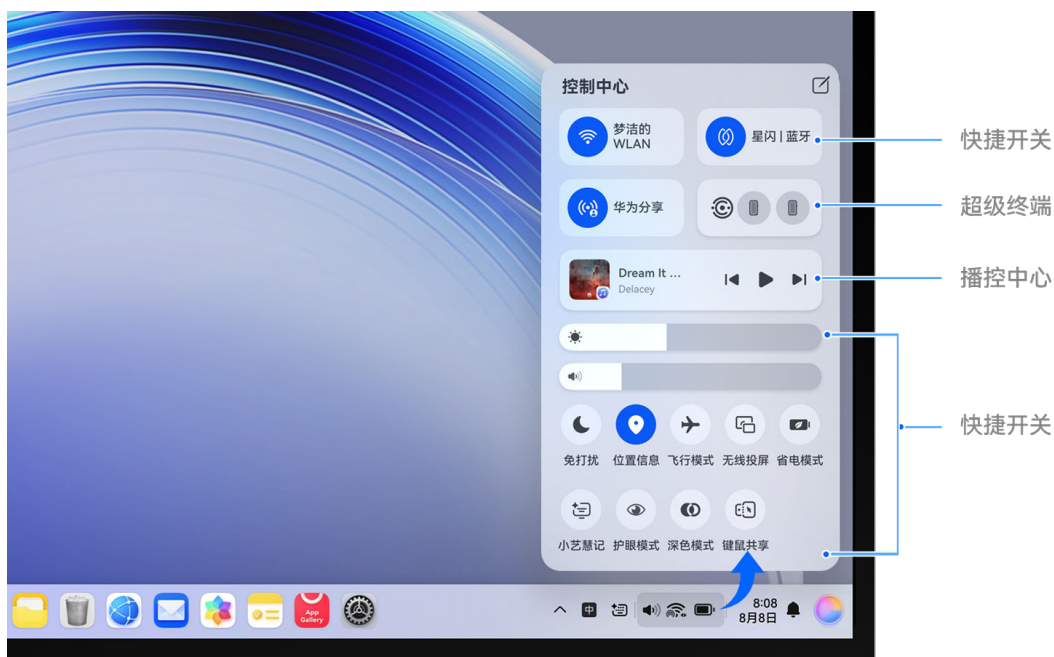 控制中心
梦洁的
WLAN
星闪 | 蓝牙
快捷开关
华为分享
超级终端
Dream It ...
Delacey
播控中心
免打扰
位置信息
飞行模式
无线投屏
省电模式
快捷开关
小艺慧记
护眼模式
深色模式
键鼠共享
App
Gallery
中
8:08
8月8日